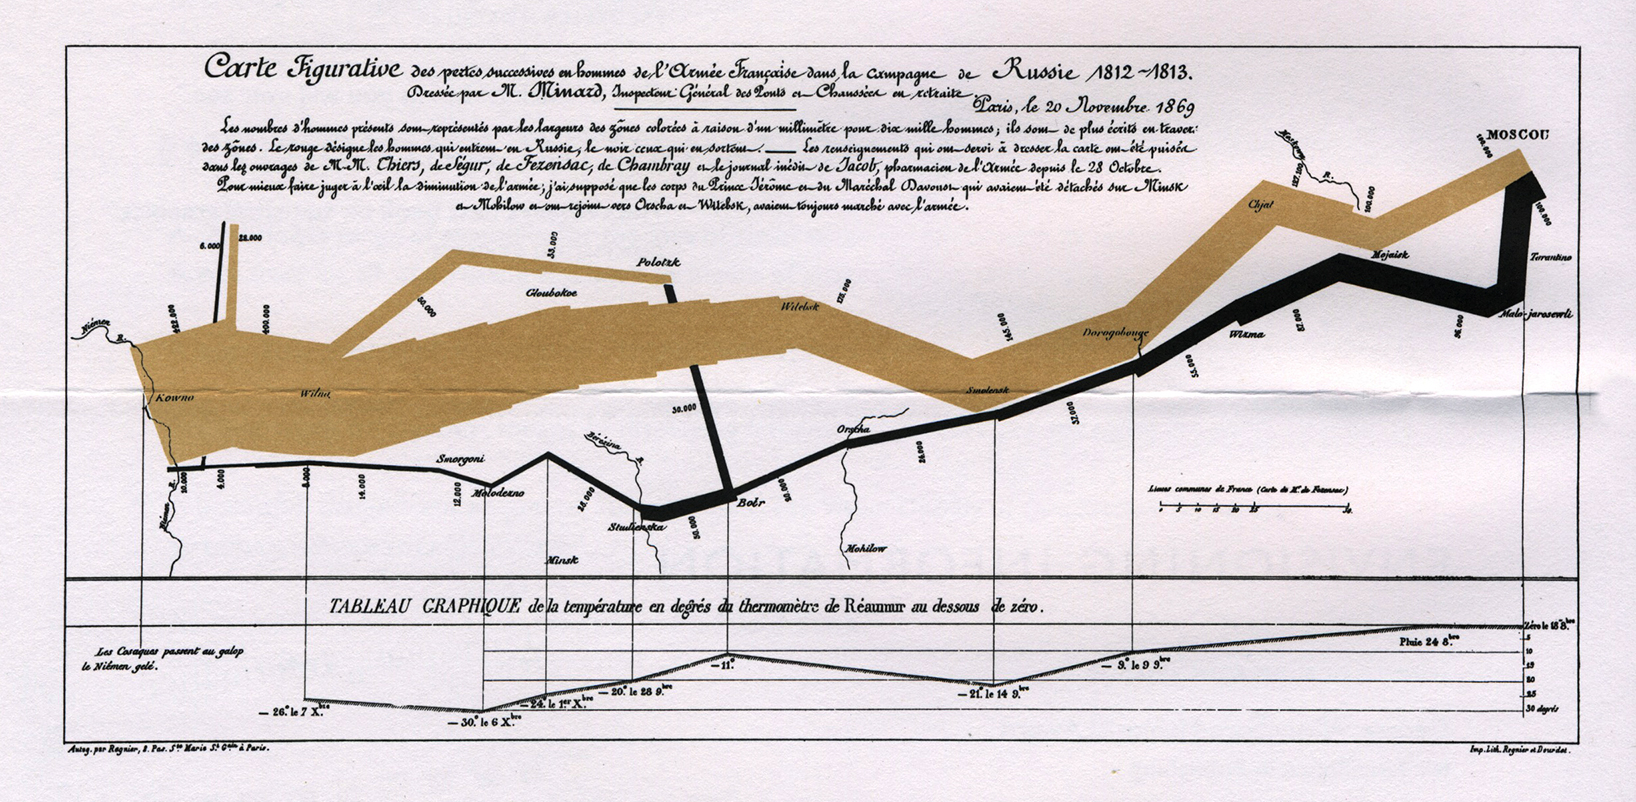 Carte Figurative des pertes successives en hommes de l'Armée Française dans la campagne de Russie 1812~1813.
Dressée par M. Minard, Inspecteur Général des Ponts et Chaussées en retraite.
Paris, le 20 Novembre 1869
Les nombres d'hommes présents sont représentés par les largeurs des zônes colorées à raison d'un millimètre pour dix mille hommes; ils sont de plus écrits en travers
des zônes. Le rouge désigne les hommes qui entrent en Russie, le noir ceux qui en sortent. Les renseignements qui ont servi à dresser la carte ont été puisés
dans les ouvrages de M.M. Thiers, de Ségur, de Fezensac, de Chambray et le journal inédit de Jacob, pharmacien de l'Armée depuis le 28 Octobre.
Pour mieux faire juger à l'œil la diminution de l'armée, j'ai supposé que les corps du Prince Jérôme et du Maréchal Davoust qui avaient été détachés sur Minsk
et Mohilow et ont rejoint vers Orscha et Witebsk, avaient toujours marché avec l'armée.
MOSCOU
100.000
Moskowa R.
127.100
100.000
100.000
Chjat
Mojaisk
Tarantino
Malo-jarosewli
6.000
22.000
33.000
Polotzk
Gloubokoe
60.000
422.000
400.000
Niémen R.
Witebsk
175.000
145.000
Dorogobouge
Wizma
87.000
96.000
55.000
Kowno
Wilna
Smolensk
30.000
37.000
Orscha
24.000
Bérézina R.
Smorgoni
Molodezno
10.000
4.000
8.000
14.000
12.000
28.000
Studienska
50.000
Bobr
20.000
Niémen R.
Minsk
Mohilow
Lieues communes de France (Carte de Mr. de Fezensac)
1 5 10 15 20 25 50
TABLEAU GRAPHIQUE de la température en degrés du thermomètre de Réaumur au dessous de zéro.
Les Cosaques passent au galop
le Niémen gelé.
Zéro le 18 8.bre
Pluie 24 8.bre
5
10
15
20
25
30 degrés
— 9.° le 9 9.bre
— 21.° le 14 9.bre
— 11.°
— 20.° le 28 9.bre
— 24.° le 1.er X.bre
— 30.° le 6 X.bre
— 26.° le 7 X.bre
Autog. par Regnier, 8. Pas. Ste Marie St Gain à Paris.
Imp. Lith. Regnier et Dourdet.